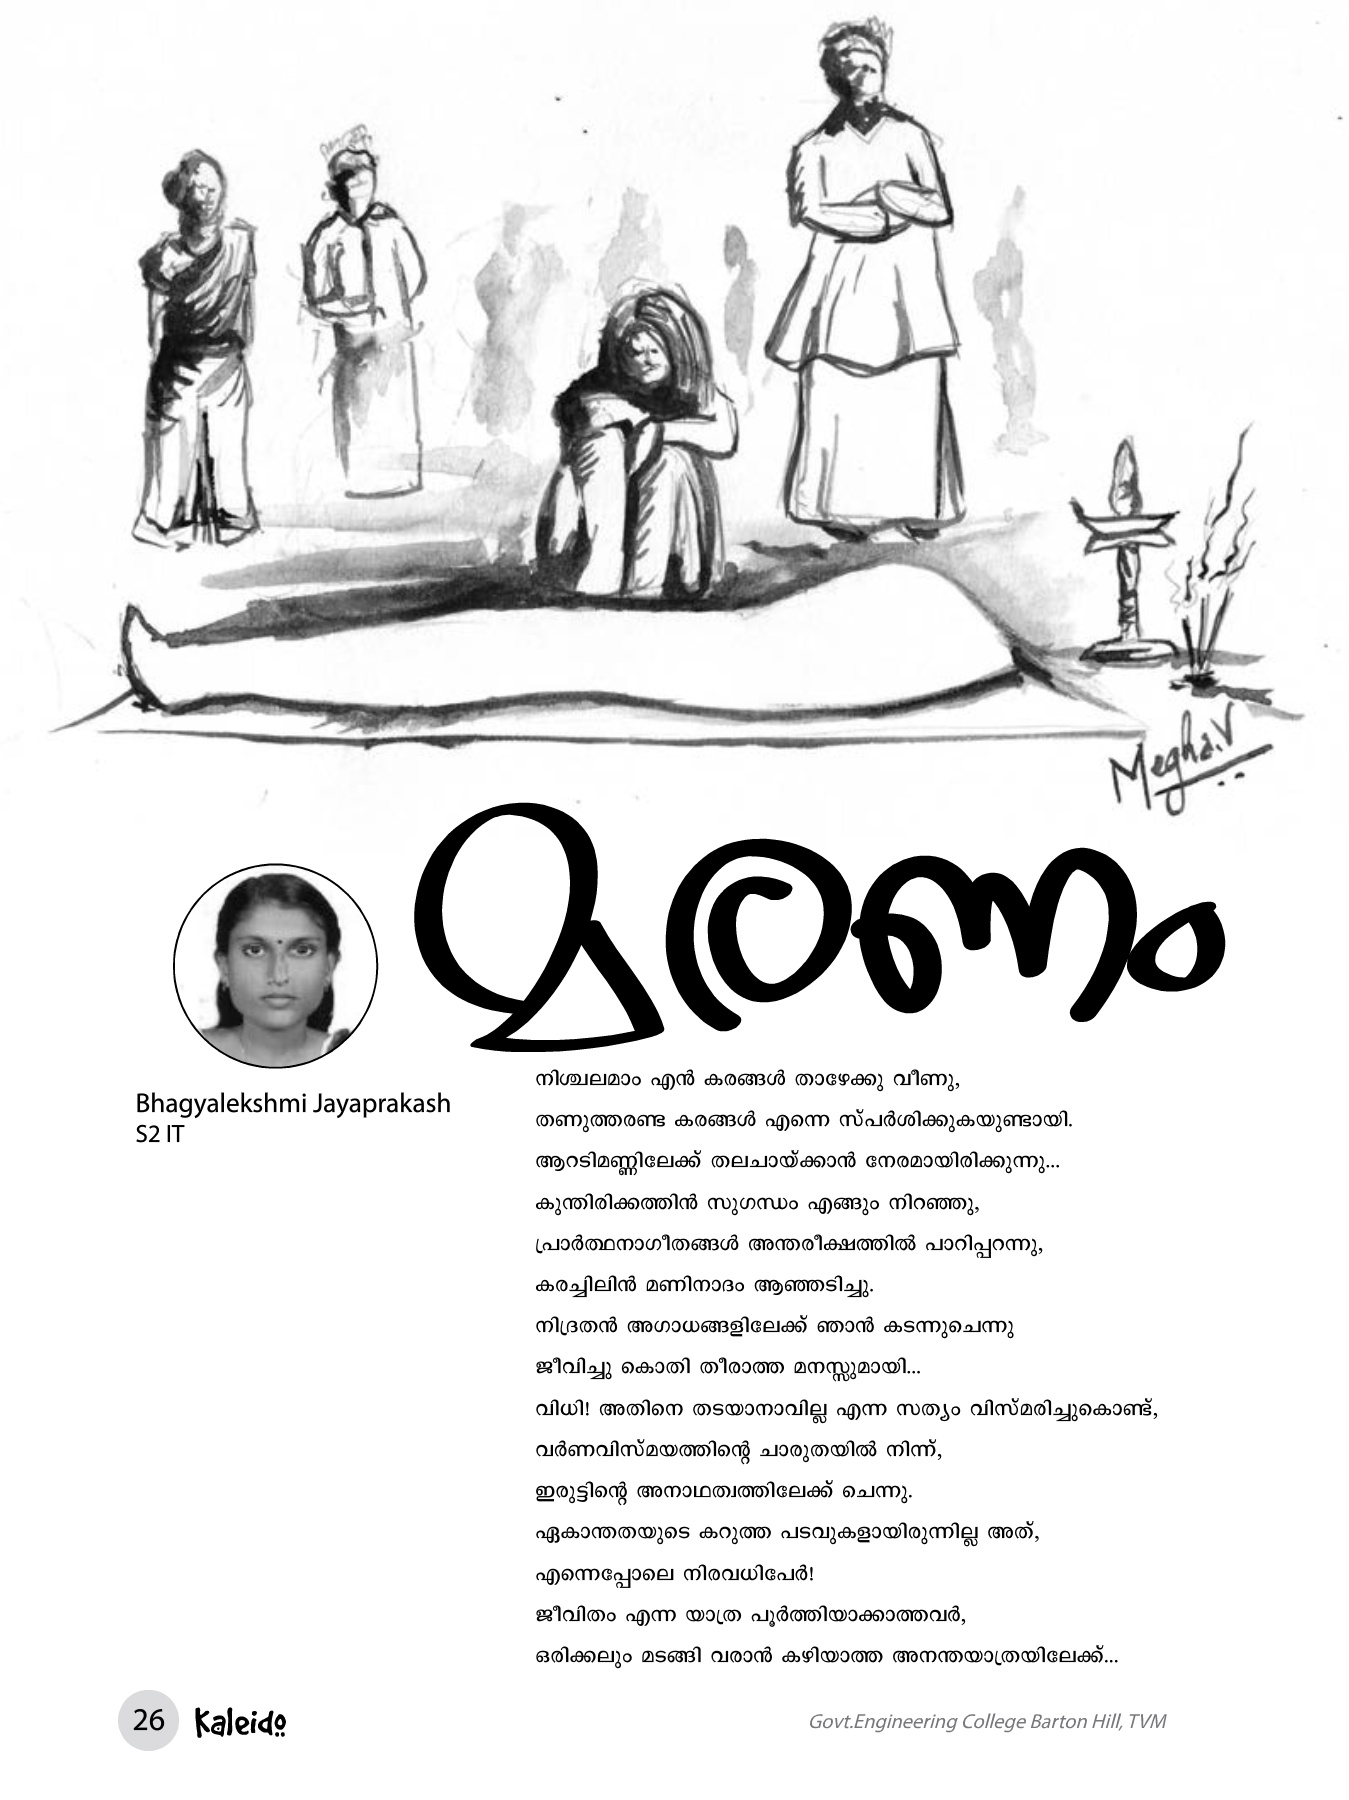 Megha.V
മരണം
Bhagyalekshmi Jayaprakash
S2 IT
നിശ്ചലമാം എൻ കരങ്ങൾ താഴേക്കു വീണു,
തണുത്തരണ്ട കരങ്ങൾ എന്നെ സ്പർശിക്കുകയുണ്ടായി.
ആറടിമണ്ണിലേക്ക് തലചായ്ക്കാൻ നേരമായിരിക്കുന്നു...
കുന്തിരിക്കത്തിൻ സുഗന്ധം എങ്ങും നിറഞ്ഞു,
പ്രാർത്ഥനാഗീതങ്ങൾ അന്തരീക്ഷത്തിൽ പാറിപ്പറന്നു,
കരച്ചിലിൻ മണിനാദം ആഞ്ഞടിച്ചു.
നിദ്രതൻ അഗാധങ്ങളിലേക്ക് ഞാൻ കടന്നുചെന്നു
ജീവിച്ചു കൊതി തീരാത്ത മനസ്സുമായി...
വിധി! അതിനെ തടയാനാവില്ല എന്ന സത്യം വിസ്മരിച്ചുകൊണ്ട്,
വർണവിസ്മയത്തിന്റെ ചാരുതയിൽ നിന്ന്,
ഇരുട്ടിന്റെ അനാഥത്വത്തിലേക്ക് ചെന്നു.
ഏകാന്തതയുടെ കറുത്ത പടവുകളായിരുന്നില്ല അത്,
എന്നെപ്പോലെ നിരവധിപേർ!
ജീവിതം എന്ന യാത്ര പൂർത്തിയാക്കാത്തവർ,
ഒരിക്കലും മടങ്ങി വരാൻ കഴിയാത്ത അനന്തയാത്രയിലേക്ക്...
26 Kaleido
Govt.Engineering College Barton Hill, TVM